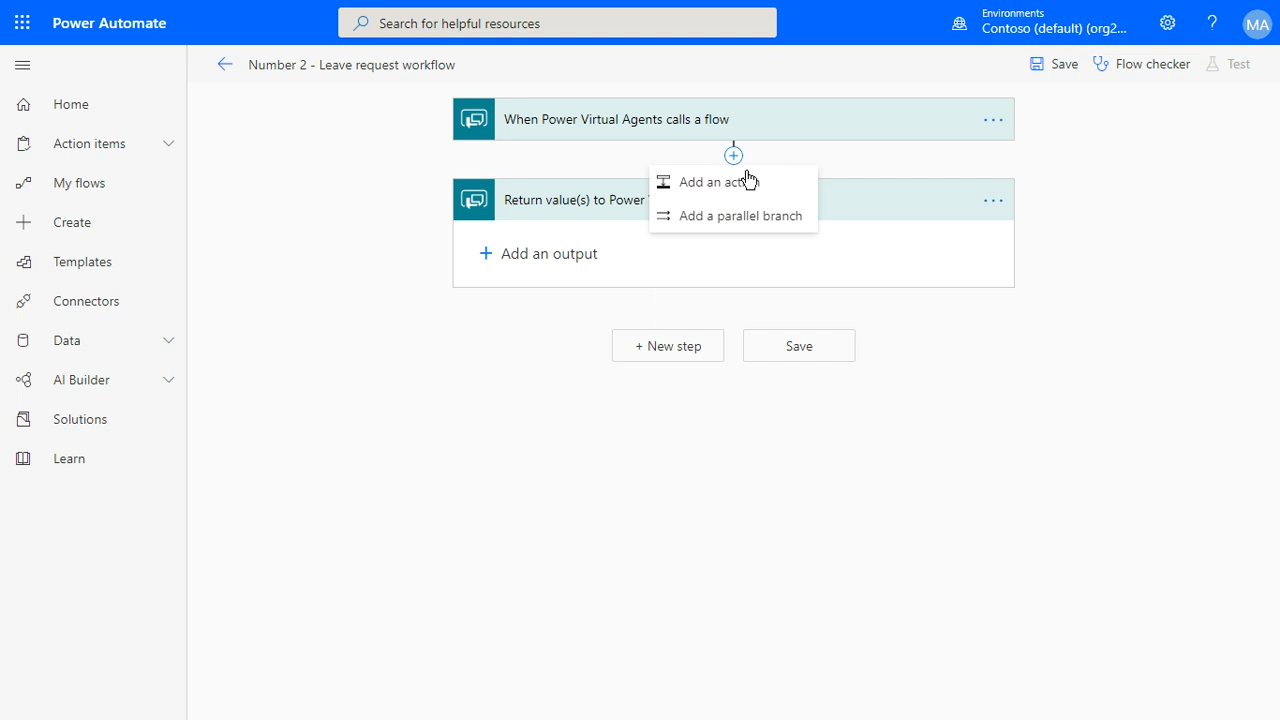 Power Automate
Search for helpful resources
Environments
Contoso (default) (org2...
?
MA
Number 2 - Leave request workflow
Save
Flow checker
Test
Home
Action items
My flows
Create
Templates
Connectors
Data
AI Builder
Solutions
Learn
When Power Virtual Agents calls a flow
...
Add an
Add a parallel branch
Return value(s) to Power
...
+ Add an output
+ New step
Save